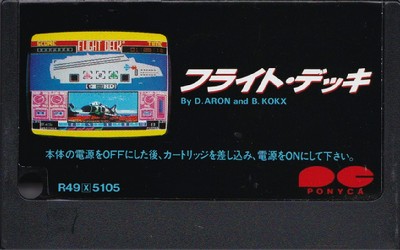 FLIGHT DECK
フライト・デッキ
By D. ARON and B. KOKX
本体の電源をOFFにした後、カートリッジを差し込み、電源をONにして下さい。
R49X5105
PONYCA